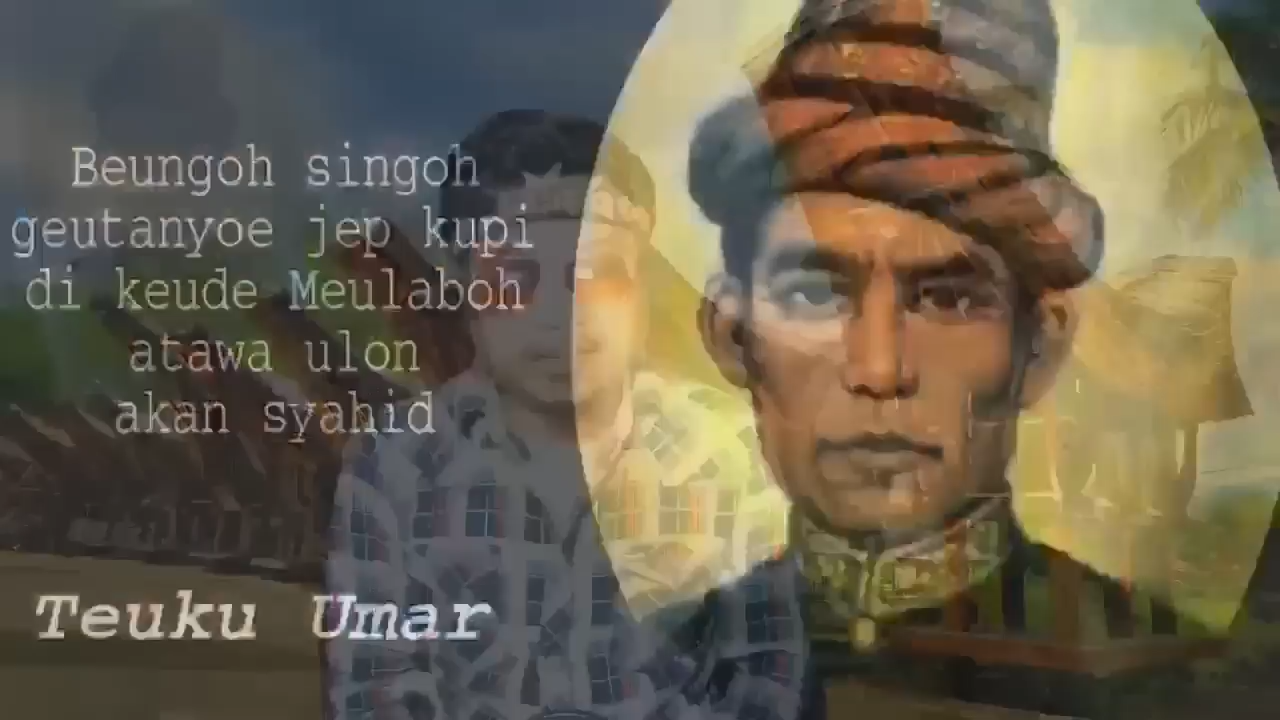 Beungoh singoh
geutanyoe jep kupi
di keude Meulaboh
atawa ulon
akan syahid
Teuku Umar